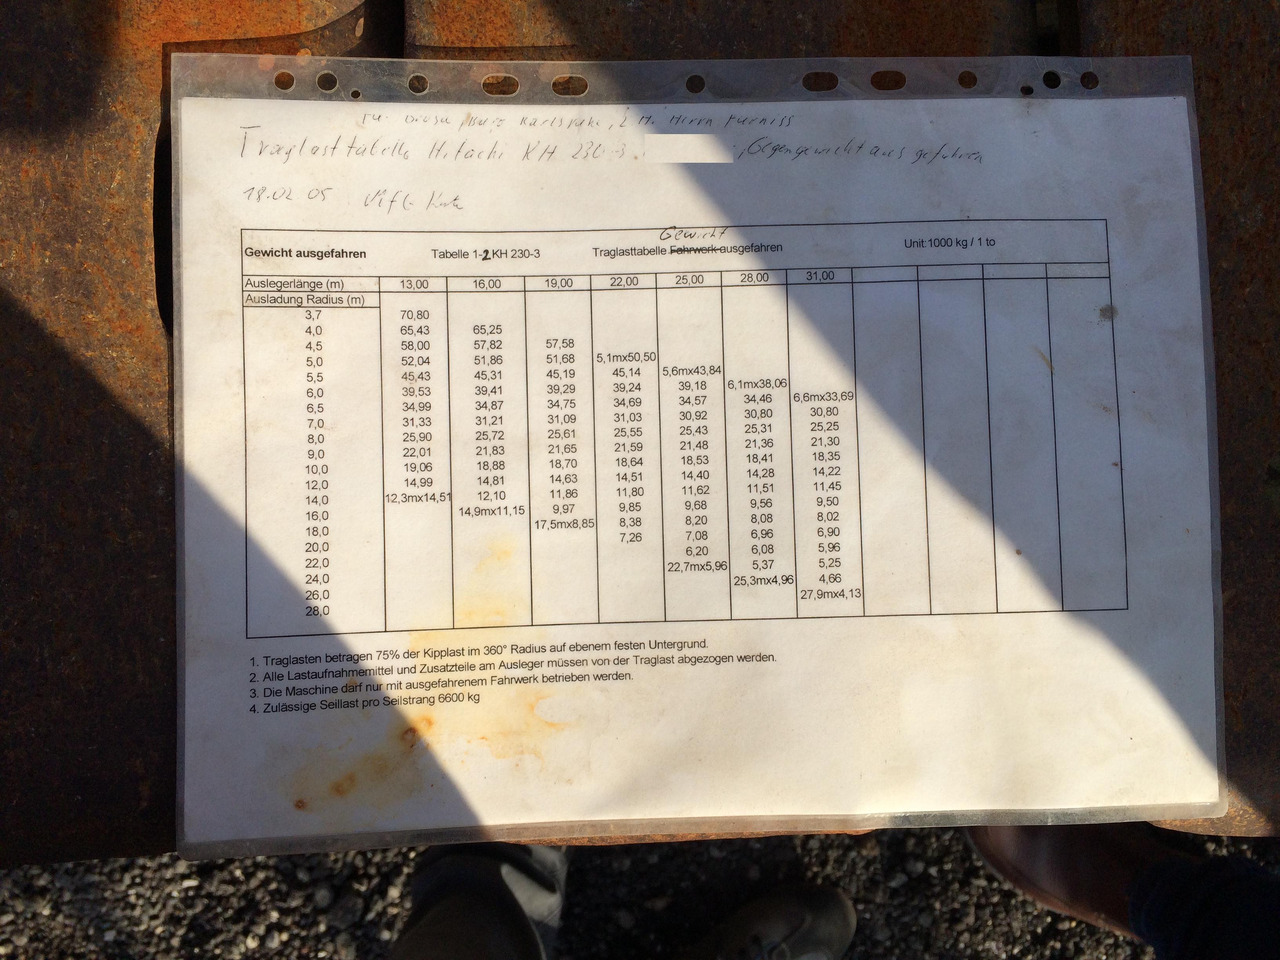 Karlsruhe, z. H. Herrn Furniss
Traglasttabelle Hitachi KH 230-3 , Gegengewicht ausgefahren
18.02 05
Gewicht
Gewicht ausgefahren Tabelle 1-2 KH 230-3 Traglasttabelle Fahrwerk ausgefahren Unit:1000 kg / 1 to
Auslegerlänge (m) 13,00 16,00 19,00 22,00 25,00 28,00 31,00
Ausladung Radius (m)
3,7 70,80
4,0 65,43 65,25
4,5 58,00 57,82 57,58
5,0 52,04 51,86 51,68 5,1mx50,50
5,5 45,43 45,31 45,19 45,14 5,6mx43,84
6,0 39,53 39,41 39,29 39,24 39,18 6,1mx38,06
6,5 34,99 34,87 34,75 34,69 34,57 34,46 6,6mx33,69
7,0 31,33 31,21 31,09 31,03 30,92 30,80 30,80
8,0 25,90 25,72 25,61 25,55 25,43 25,31 25,25
9,0 22,01 21,83 21,65 21,59 21,48 21,36 21,30
10,0 19,06 18,88 18,70 18,64 18,53 18,41 18,35
12,0 14,99 14,81 14,63 14,51 14,40 14,28 14,22
14,0 12,3mx14,51 12,10 11,86 11,80 11,62 11,51 11,45
16,0 14,9mx11,15 9,97 9,85 9,68 9,56 9,50
18,0 17,5mx8,85 8,38 8,20 8,08 8,02
20,0 7,26 7,08 6,96 6,90
22,0 6,20 6,08 5,96
24,0 22,7mx5,96 5,37 5,25
26,0 25,3mx4,96 4,66
28,0 27,9mx4,13
1. Traglasten betragen 75% der Kipplast im 360° Radius auf ebenem festen Untergrund.
2. Alle Lastaufnahmemittel und Zusatzteile am Ausleger müssen von der Traglast abgezogen werden.
3. Die Maschine darf nur mit ausgefahrenem Fahrwerk betrieben werden.
4. Zulässige Seillast pro Seilstrang 6600 kg